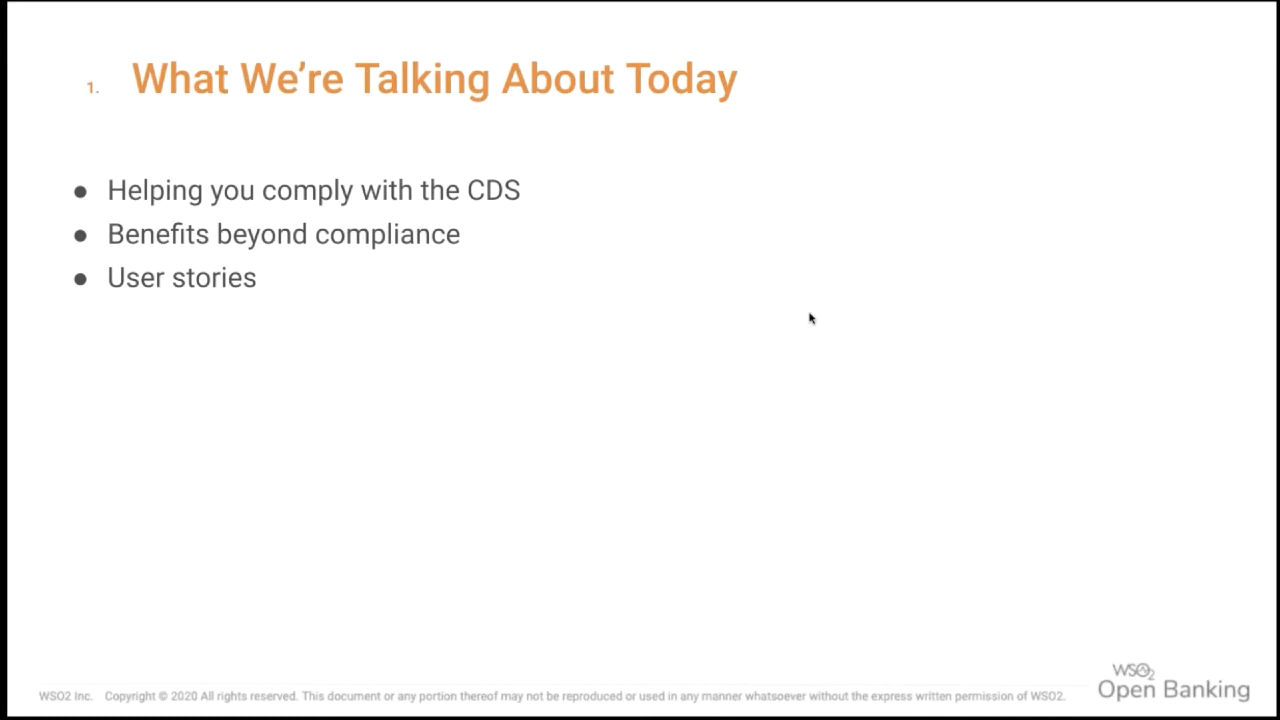 1. What We’re Talking About Today
● Helping you comply with the CDS
● Benefits beyond compliance
● User stories
WSO2 Inc. Copyright © 2020 All rights reserved. This document or any portion thereof may not be reproduced or used in any manner whatsoever without the express written permission of WSO2.
WSO2
Open Banking